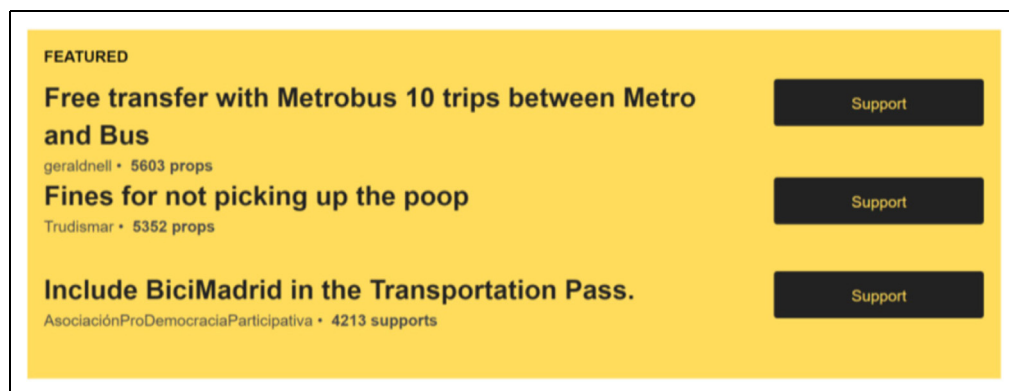 FEATURED
Free transfer with Metrobus 10 trips between Metro
and Bus
Support
geraldnell • 5603 props
Fines for not picking up the poop
Support
Trudismar • 5352 props
Include BiciMadrid in the Transportation Pass.
Support
AsociaciónProDemocraciaParticipativa • 4213 supports